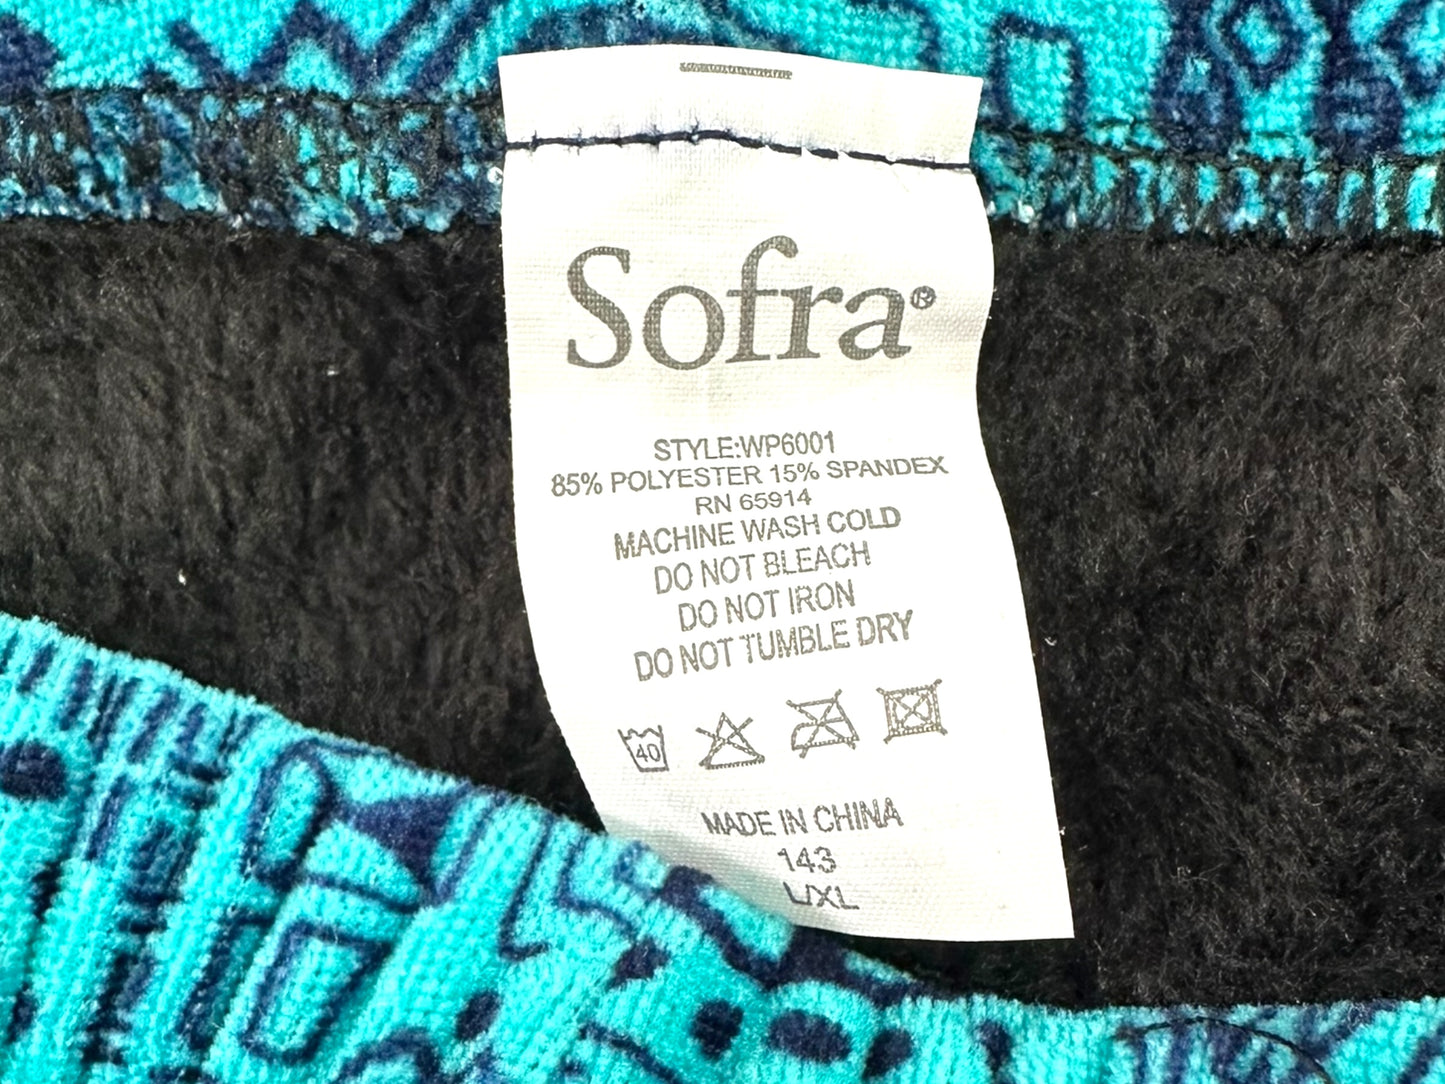 Sofra®
STYLE:WP6001
85% POLYESTER 15% SPANDEX
RN 65914
MACHINE WASH COLD
DO NOT BLEACH
DO NOT IRON
DO NOT TUMBLE DRY
40
MADE IN CHINA
143
L/XL